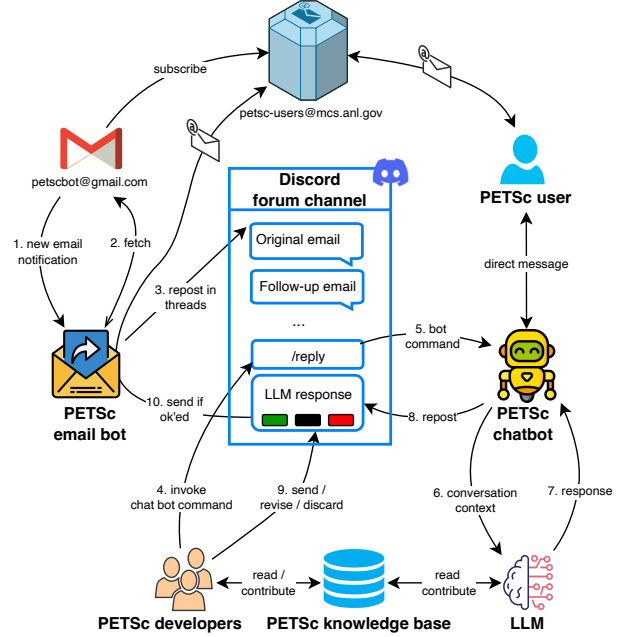 subscribe
@
petsc-users@mcs.anl.gov
@
petscbot@gmail.com
PETSc user
Discord
forum channel
Original email
Follow-up email
...
/reply
LLM response
1. new email
notification
2. fetch
3. repost in
threads
direct message
5. bot
command
PETSc
email bot
10. send if
ok'ed
8. repost
PETSc
chatbot
4. invoke
chat bot command
9. send /
revise / discard
6. conversation
context
7. response
read /
contribute
read
contribute
PETSc developers
PETSc knowledge base
LLM